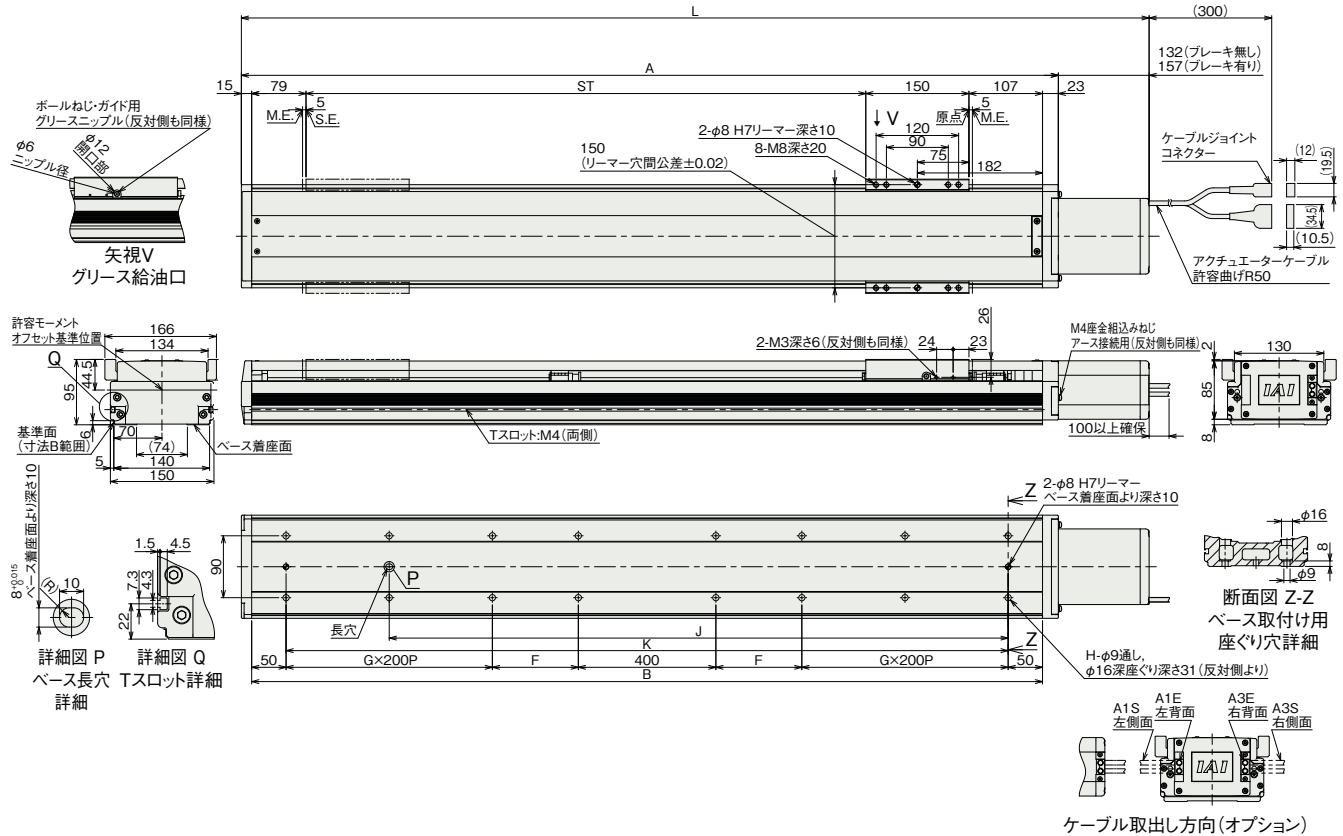 L
(300)
132(ブレーキ無し)
157(ブレーキ有り)
A
15
79
ST
150
107
23
5
M.E.
S.E.
原点
5
M.E.
V
120
90
75
182
2-φ8 H7リーマー深さ10
8-M8深さ20
150
(リーマー穴間公差±0.02)
ボールねじ・ガイド用
グリースニップル(反対側も同様)
φ12
開口部
φ6
ニップル径
矢視V
グリース給油口
ケーブルジョイント
コネクター
(12)
(19.5)
(34.5)
(10.5)
アクチュエーターケーブル
許容曲げR50
許容モーメント
オフセット基準位置
166
134
Q
44.5
95
6
基準面
(寸法B範囲)
70
(74)
ベース着座面
5
140
150
2-M3深さ6(反対側も同様)
24
23
26
M4座金組込みねじ
アース接続用(反対側も同様)
Tスロット:M4(両側)
100以上確保
2
130
85
8
IAI
8+0.015 0
ベース着座面より深さ10
(R)
10
詳細図 P
ベース長穴
詳細
1.5
4.5
7.3
4.3
22
詳細図 Q
Tスロット詳細
90
P
長穴
Z
2-φ8 H7リーマー
ベース着座面より深さ10
J
K
Z
50
G×200P
F
400
F
G×200P
50
B
H-φ9通し、
φ16深座ぐり深さ31(反対側より)
φ16
8
φ9
断面図 Z-Z
ベース取付け用
座ぐり穴詳細
A1S
左側面
A1E
左背面
A3E
右背面
A3S
右側面
IAI
ケーブル取出し方向(オプション)